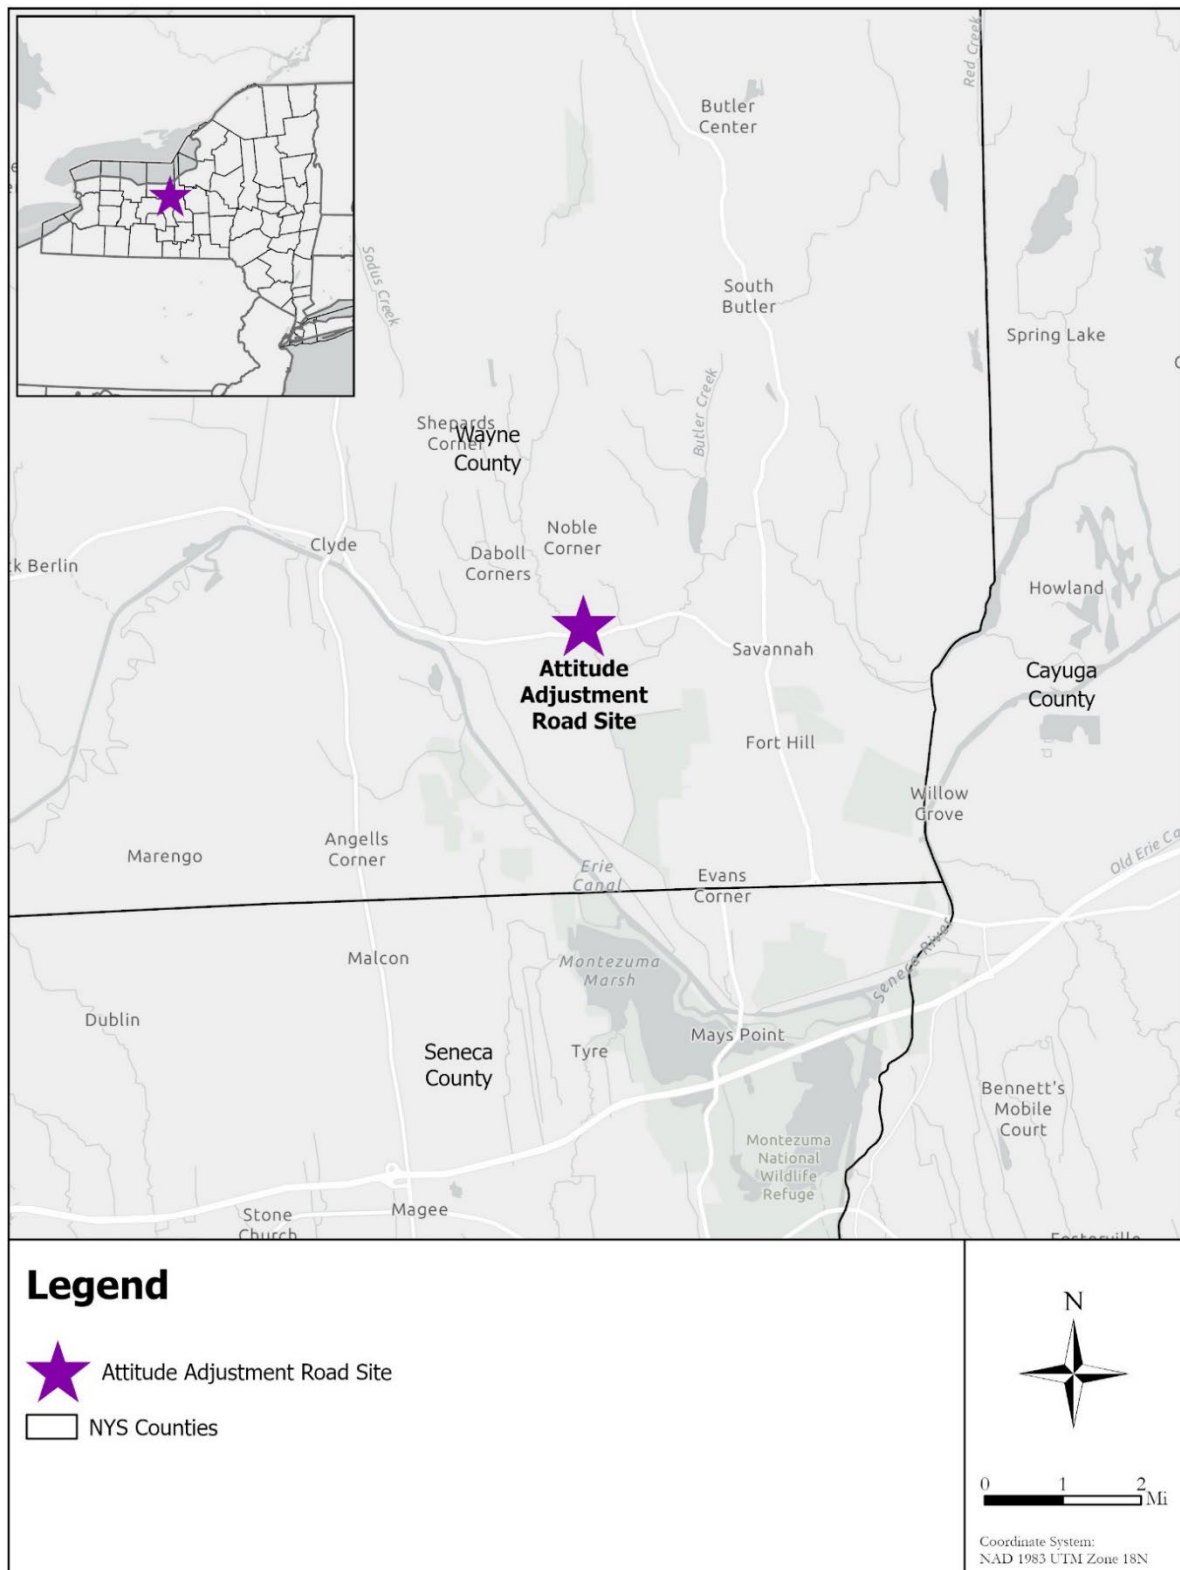 Butler
Center
Red Creek
Sodus Creek
South
Butler
Spring Lake
Butler Creek
Shepards
Corner
Wayne
County
Noble
Corner
Clyde
Daboll
Corners
ck Berlin
Howland
Savannah
Attitude
Adjustment
Road Site
Cayuga
County
Fort Hill
Willow
Grove
Angells
Corner
Marengo
Erie
Canal
Evans
Corner
Old Erie Ca
Malcon
Montezuma
Marsh
Seneca River
Dublin
Mays Point
Seneca
County
Tyre
Bennett's
Mobile
Court
Montezuma
National
Wildlife
Refuge
Magee
Stone
Church
Legend
Attitude Adjustment Road Site
NYS Counties
N
0 1 2
Mi
Coordinate System:
NAD 1983 UTM Zone 18N